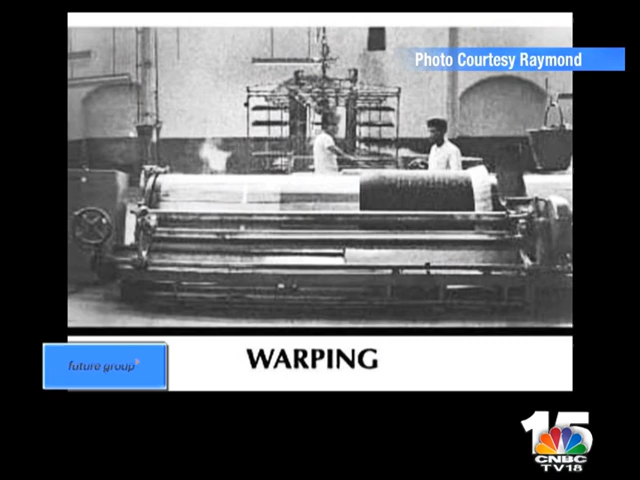 Photo Courtesy Raymond
future group®
WARPING
15
CNBC
TV18